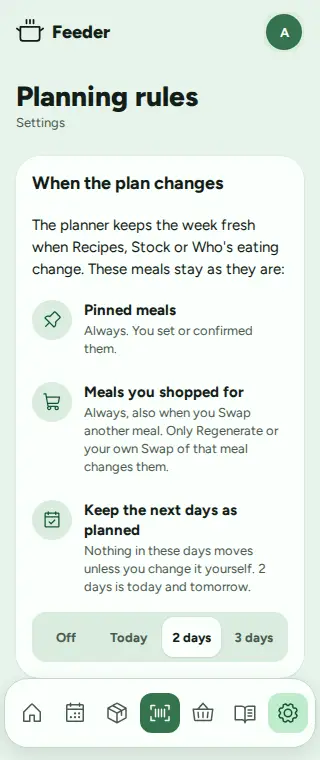 Feeder
A
Planning rules
Settings
When the plan changes
The planner keeps the week fresh
when Recipes, Stock or Who's eating
change. These meals stay as they are:
Pinned meals
Always. You set or confirmed
them.
Meals you shopped for
Always, also when you Swap
another meal. Only Regenerate or
your own Swap of that meal
changes them.
Keep the next days as
planned
Nothing in these days moves
unless you change it yourself. 2
days is today and tomorrow.
Off Today 2 days 3 days